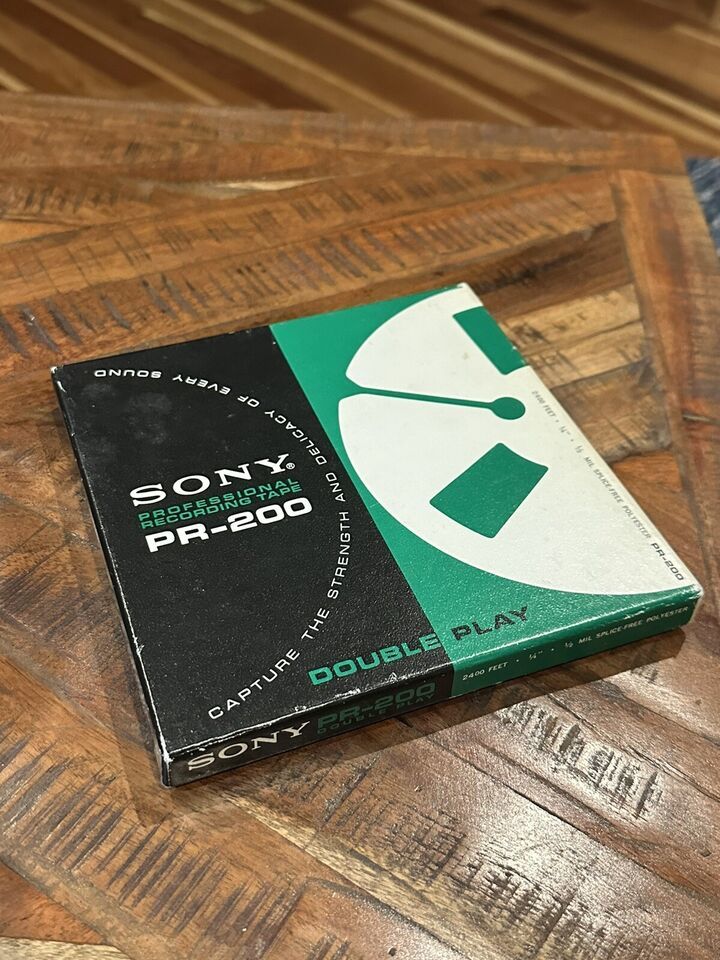 SONY®
PROFESSIONAL
RECORDING TAPE
PR-200
CAPTURE THE STRENGTH AND DELICACY OF EVERY SOUND
DOUBLE PLAY
2400 FEET • ¼" • ½ MIL SPLICE-FREE POLYESTER PR-200
SONY PR-200
DOUBLE PLAY
2400 FEET • ¼" • ½ MIL SPLICE-FREE POLYESTER